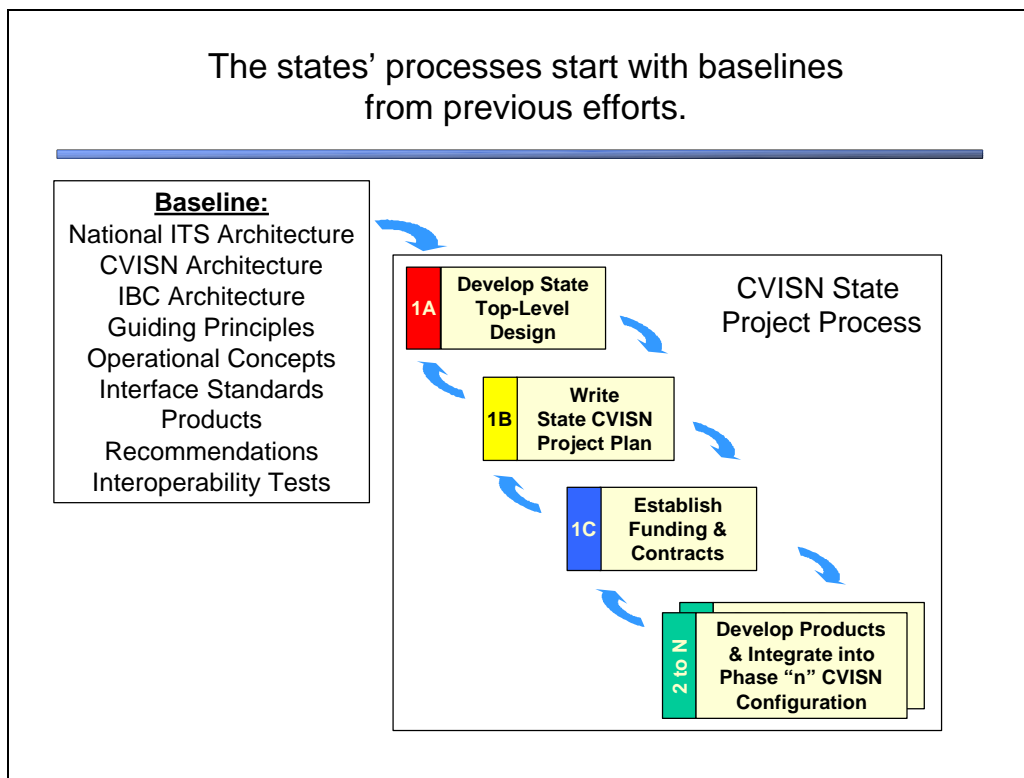 The states’ processes start with baselines
from previous efforts.
Baseline:
National ITS Architecture
CVISN Architecture
IBC Architecture
Guiding Principles
Operational Concepts
Interface Standards
Products
Recommendations
Interoperability Tests
CVISN State
Project Process
1A
Develop State
Top-Level
Design
1B
Write
State CVISN
Project Plan
1C
Establish
Funding &
Contracts
2 to N
Develop Products
& Integrate into
Phase “n” CVISN
Configuration